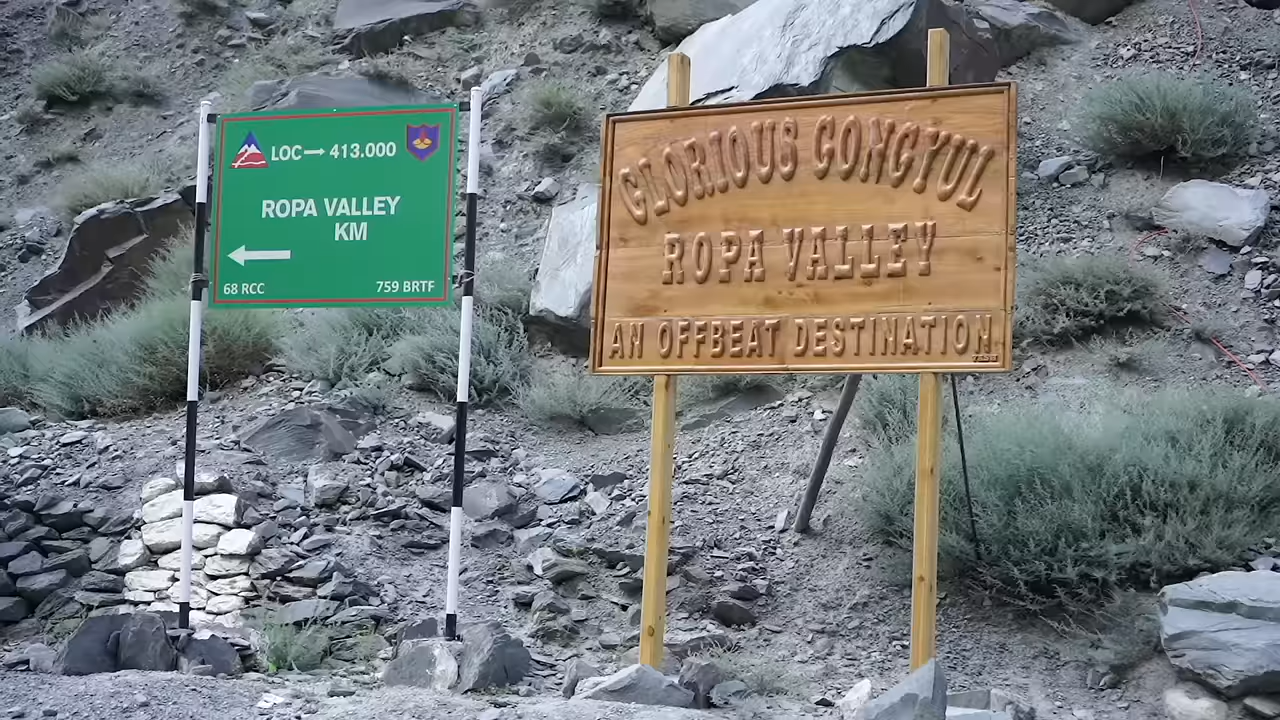 LOC→ 413.000
ROPA VALLEY
KM
←
68 RCC 759 BRTF
GLORIOUS GONGYUL
ROPA VALLEY
AN OFFBEAT DESTINATION